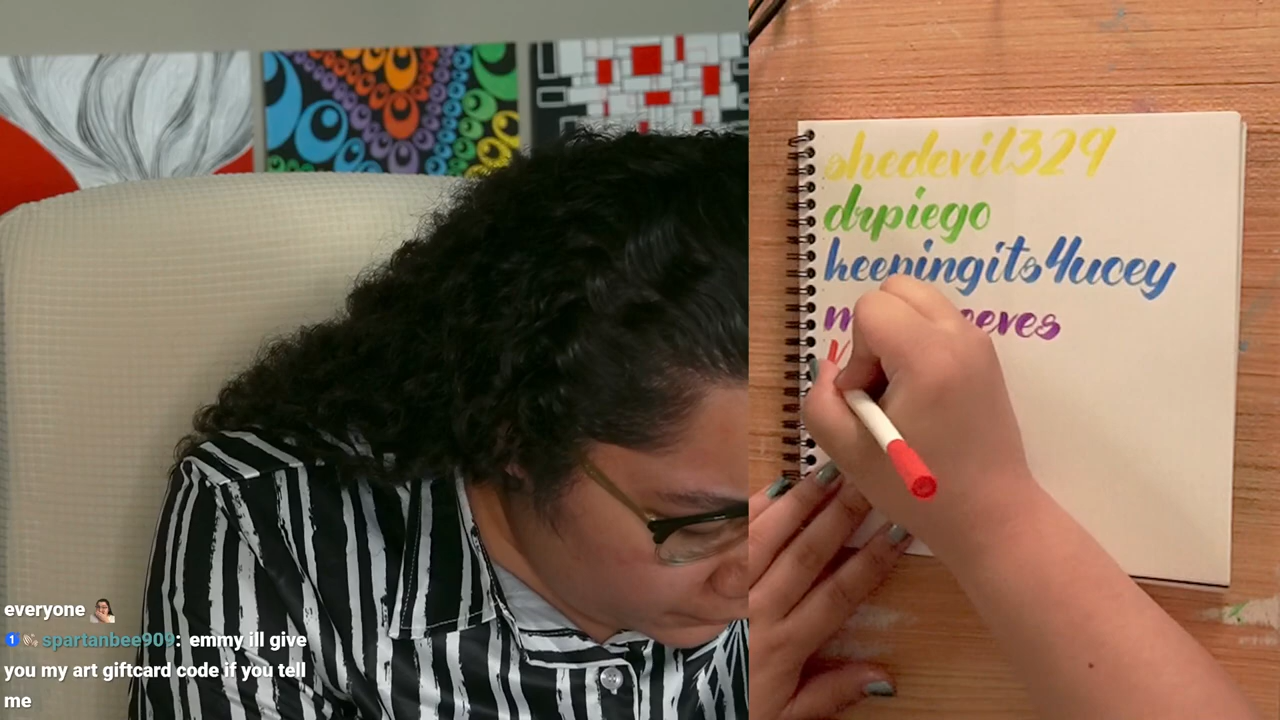 everyone
spartanbee909: emmy ill give
you my art giftcard code if you tell
me
shedevil329
drpiego
keepingits4ucey